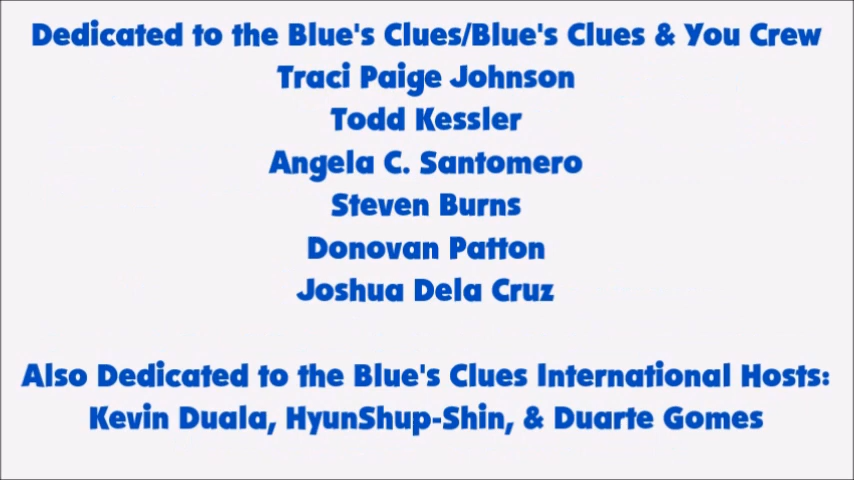 Dedicated to the Blue's Clues/Blue's Clues & You Crew
Traci Paige Johnson
Todd Kessler
Angela C. Santomero
Steven Burns
Donovan Patton
Joshua Dela Cruz
Also Dedicated to the Blue's Clues International Hosts:
Kevin Duala, HyunShup-Shin, & Duarte Gomes